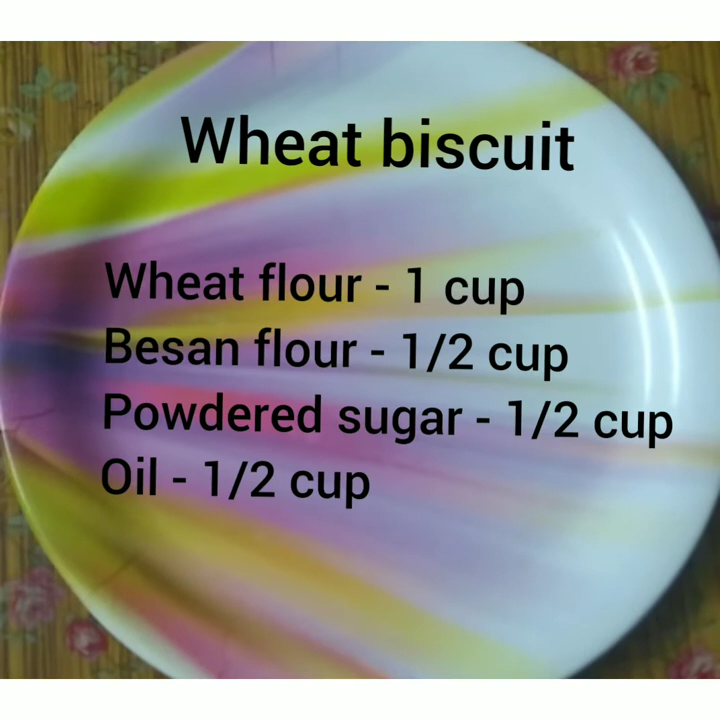 Wheat biscuit
Wheat flour - 1 cup
Besan flour - 1/2 cup
Powdered sugar - 1/2 cup
Oil - 1/2 cup